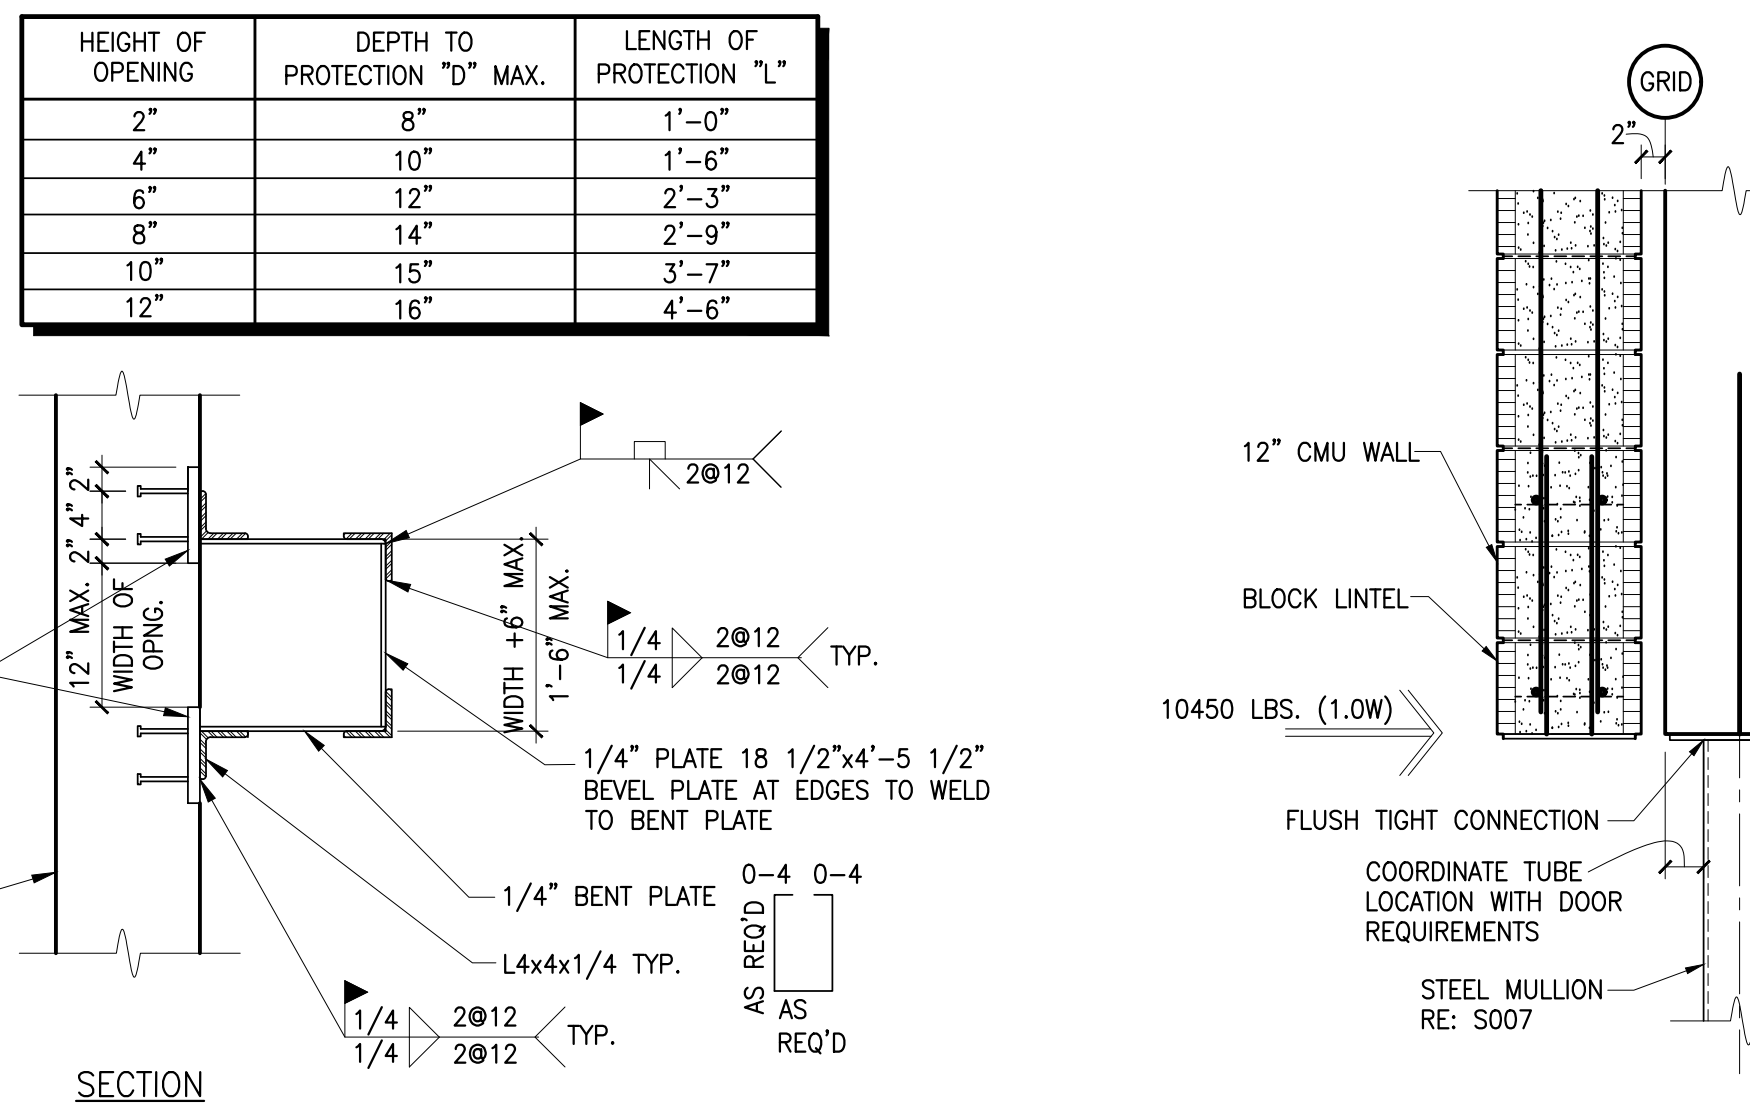 HEIGHT OF OPENING | DEPTH TO PROTECTION "D" MAX. | LENGTH OF PROTECTION "L"
2" | 8" | 1'-0"
4" | 10" | 1'-6"
6" | 12" | 2'-3"
8" | 14" | 2'-9"
10" | 15" | 3'-7"
12" | 16" | 4'-6"
2"
4"
2"
12" MAX.
WIDTH OF
OPNG.
2@12
WIDTH +6" MAX.
1'-6" MAX.
1/4 2@12
1/4 2@12
TYP.
1/4" PLATE 18 1/2"x4'-5 1/2"
BEVEL PLATE AT EDGES TO WELD
TO BENT PLATE
1/4" BENT PLATE
0-4 0-4
AS REQ'D
AS
REQ'D
L4x4x1/4 TYP.
1/4 2@12
1/4 2@12
TYP.
SECTION
GRID
2"
12" CMU WALL
BLOCK LINTEL
10450 LBS. (1.0W)
FLUSH TIGHT CONNECTION
COORDINATE TUBE
LOCATION WITH DOOR
REQUIREMENTS
STEEL MULLION
RE: S007